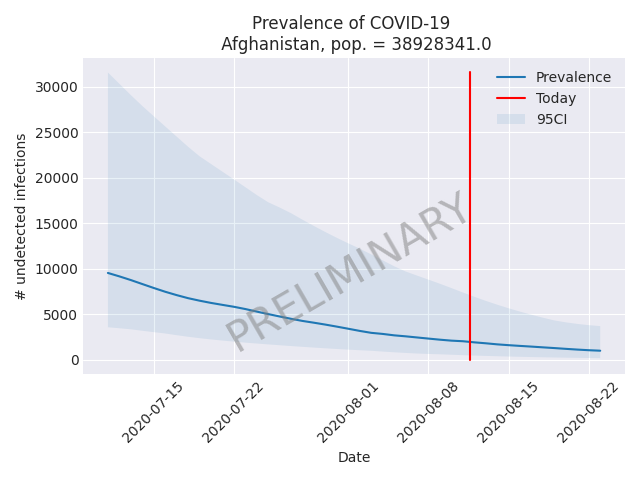 Prevalence of COVID-19
Afghanistan, pop. = 38928341.0
30000
25000
20000
15000
10000
5000
0
# undetected infections
Prevalence
Today
95CI
PRELIMINARY
2020-07-15
2020-07-22
2020-08-01
2020-08-08
2020-08-15
2020-08-22
Date